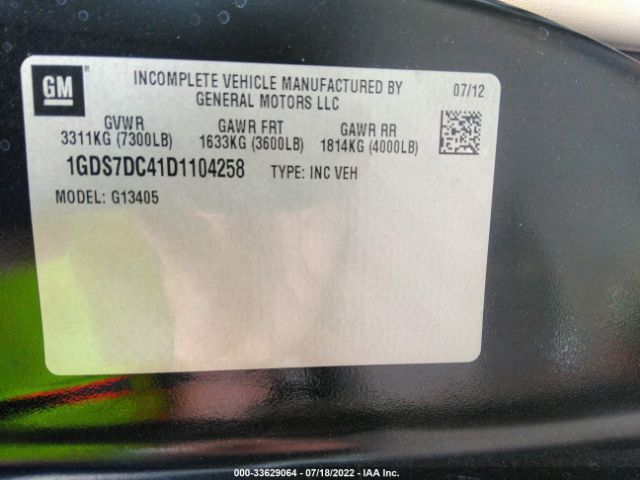 GM ®
INCOMPLETE VEHICLE MANUFACTURED BY 07/12
GENERAL MOTORS LLC
GVWR GAWR FRT GAWR RR
3311KG (7300LB) 1633KG (3600LB) 1814KG (4000LB)
1GDS7DC41D1104258 TYPE: INC VEH
MODEL: G13405
000-33629064 - 07/18/2022 - IAA Inc.